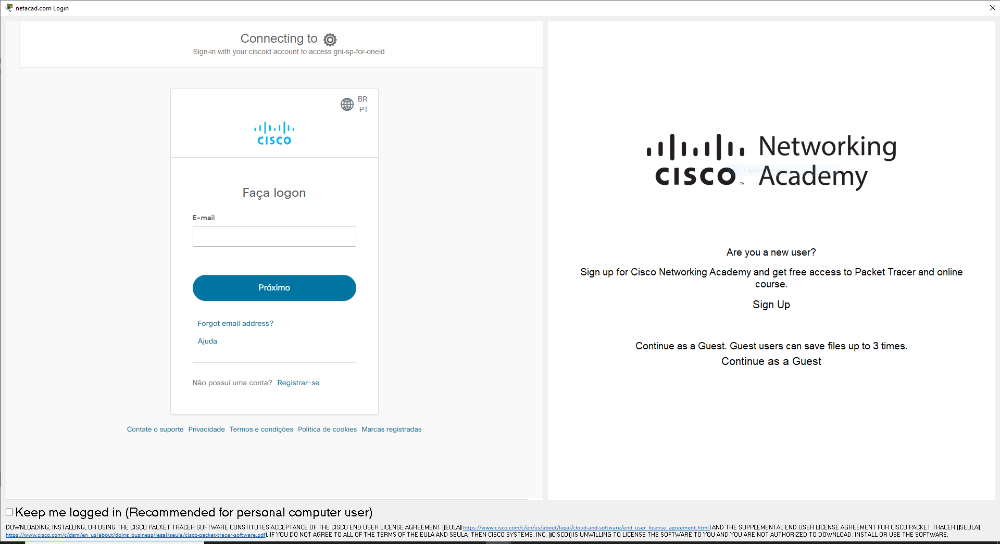 netacad.com Login
Connecting to
Sign-in with your ciscoid account to access gni-sp-for-oneid
BR
PT
CISCO
Faça logon
E-mail
Próximo
Forgot email address?
Ajuda
Não possui uma conta? Registrar-se
Contate o suporte Privacidade Termos e condições Política de cookies Marcas registradas
Networking
CISCO™ Academy
Are you a new user?
Sign up for Cisco Networking Academy and get free access to Packet Tracer and online
course.
Sign Up
Continue as a Guest. Guest users can save files up to 3 times.
Continue as a Guest
Keep me logged in (Recommended for personal computer user)
DOWNLOADING, INSTALLING, OR USING THE CISCO PACKET TRACER SOFTWARE CONSTITUTES ACCEPTANCE OF THE CISCO END USER LICENSE AGREEMENT (|EULA| https://www.cisco.com/c/en/us/about/legal/cloud-and-software/end_user_license_agreement.html) AND THE SUPPLEMENTAL END USER LICENSE AGREEMENT FOR CISCO PACKET TRACER (|SEULA|
https://www.cisco.com/c/dam/en_us/about/doing_business/legal/seula/cisco-packet-tracer-software.pdf). IF YOU DO NOT AGREE TO ALL OF THE TERMS OF THE EULA AND SEULA, THEN CISCO SYSTEMS, INC. (|CISCO|) IS UNWILLING TO LICENSE THE SOFTWARE TO YOU AND YOU ARE NOT AUTHORIZED TO DOWNLOAD, INSTALL OR USE THE SOFTWARE.